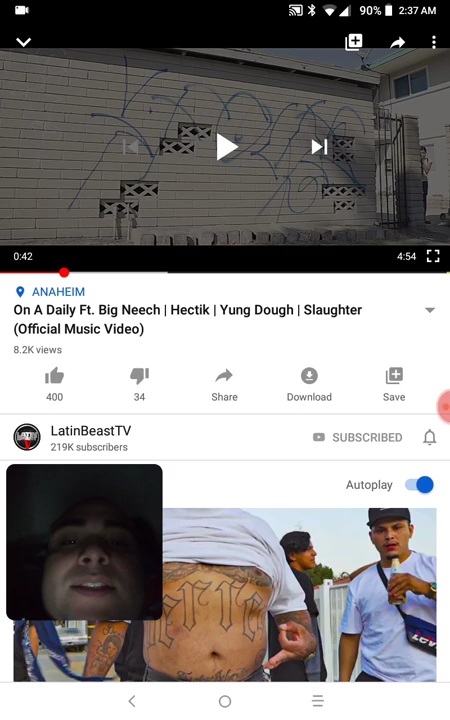 90% 2:37 AM
0:42
4:54
ANAHEIM
On A Daily Ft. Big Neech | Hectik | Yung Dough | Slaughter
(Official Music Video)
8.2K views
400
34
Share
Download
Save
LatinBeastTV
219K subscribers
SUBSCRIBED
Autoplay